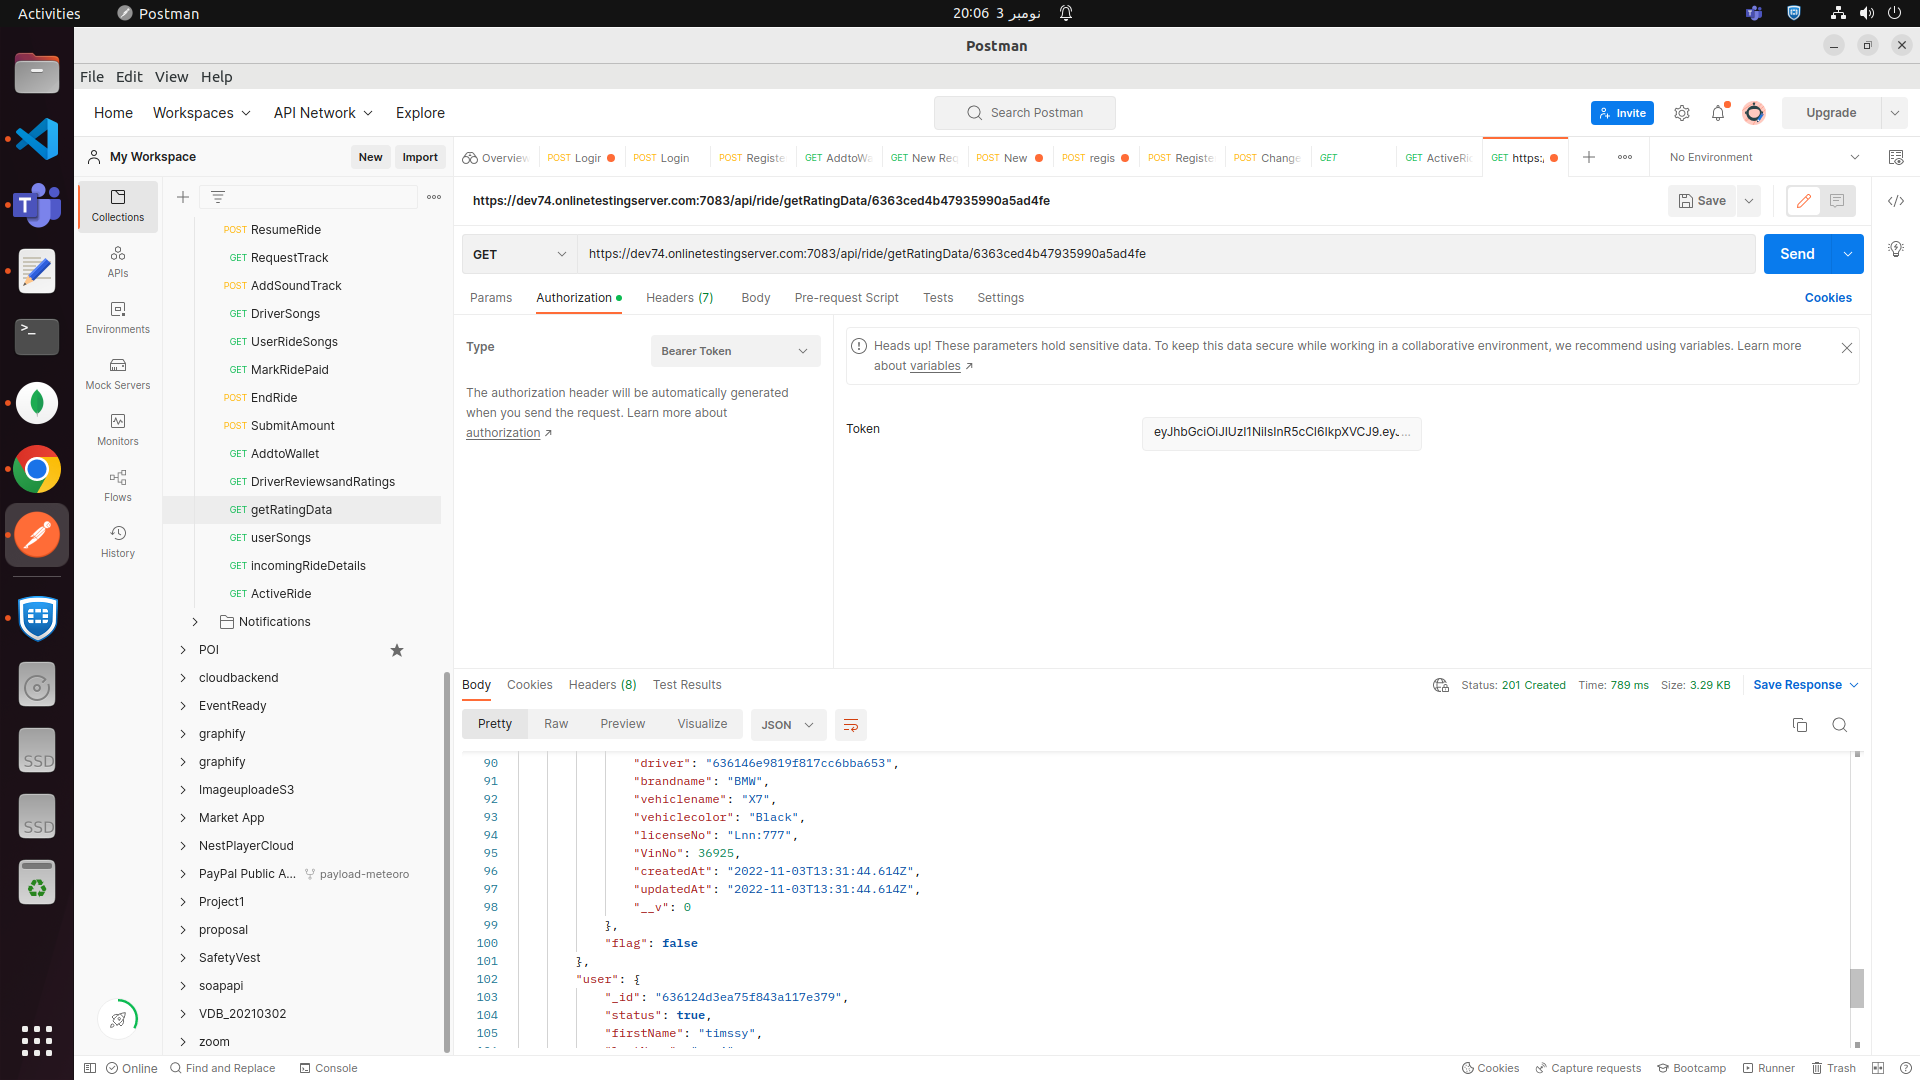 Activities
Postman
20:06 3 نومبر
Postman
File Edit View Help
Home Workspaces API Network Explore
Search Postman
Invite
Upgrade
My Workspace
New Import
Overview
POST Login
POST Login
POST Registe
GET AddtoWa
GET New Req
POST New
POST regis
POST Registe
POST Change
GET
GET ActiveRi
GET https:/
No Environment
Collections
APIs
Environments
Mock Servers
Monitors
Flows
History
POST ResumeRide
GET RequestTrack
POST AddSoundTrack
GET DriverSongs
GET UserRideSongs
GET MarkRidePaid
POST EndRide
POST SubmitAmount
GET AddtoWallet
GET DriverReviewsandRatings
GET getRatingData
GET userSongs
GET incomingRideDetails
GET ActiveRide
Notifications
POI
cloudbackend
EventReady
graphify
graphify
ImageuploadeS3
Market App
NestPlayerCloud
PayPal Public A... payload-meteoro
Project1
proposal
SafetyVest
soapapi
VDB_20210302
zoom
https://dev74.onlinetestingserver.com:7083/api/ride/getRatingData/6363ced4b47935990a5ad4fe
Save
GET
https://dev74.onlinetestingserver.com:7083/api/ride/getRatingData/6363ced4b47935990a5ad4fe
Send
Params Authorization Headers (7) Body Pre-request Script Tests Settings
Cookies
Type
Bearer Token
The authorization header will be automatically generated
when you send the request. Learn more about
authorization ↗
Heads up! These parameters hold sensitive data. To keep this data secure while working in a collaborative environment, we recommend using variables. Learn more
about variables ↗
Token
eyJhbGciOiJIUzI1NiIsInR5cCI6IkpXVCJ9.eyJ...
Body Cookies Headers (8) Test Results
Status: 201 Created Time: 789 ms Size: 3.29 KB
Save Response
Pretty Raw Preview Visualize
JSON
90 "driver": "636146e9819f817cc6bba653",
91 "brandname": "BMW",
92 "vehiclename": "X7",
93 "vehiclecolor": "Black",
94 "licenseNo": "Lnn:777",
95 "VinNo": 36925,
96 "createdAt": "2022-11-03T13:31:44.614Z",
97 "updatedAt": "2022-11-03T13:31:44.614Z",
98 "__v": 0
99 },
100 "flag": false
101 },
102 "user": {
103 "_id": "636124d3ea75f843a117e379",
104 "status": true,
105 "firstName": "timssy",
SSD
SSD
Online
Find and Replace
Console
Cookies
Capture requests
Bootcamp
Runner
Trash